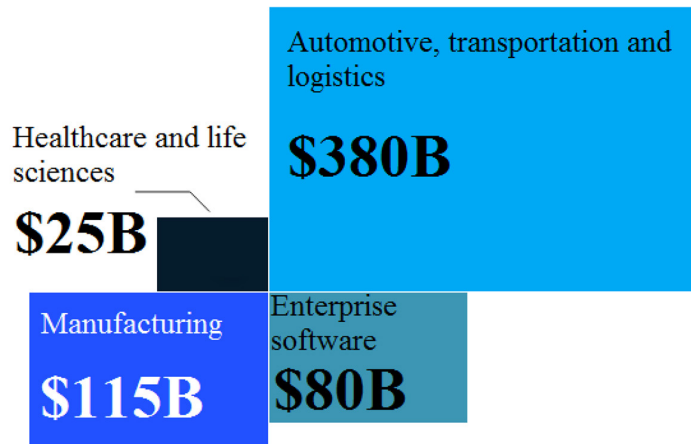 Automotive, transportation and
logistics
$380B
Healthcare and life
sciences
$25B
Manufacturing
$115B
Enterprise
software
$80B